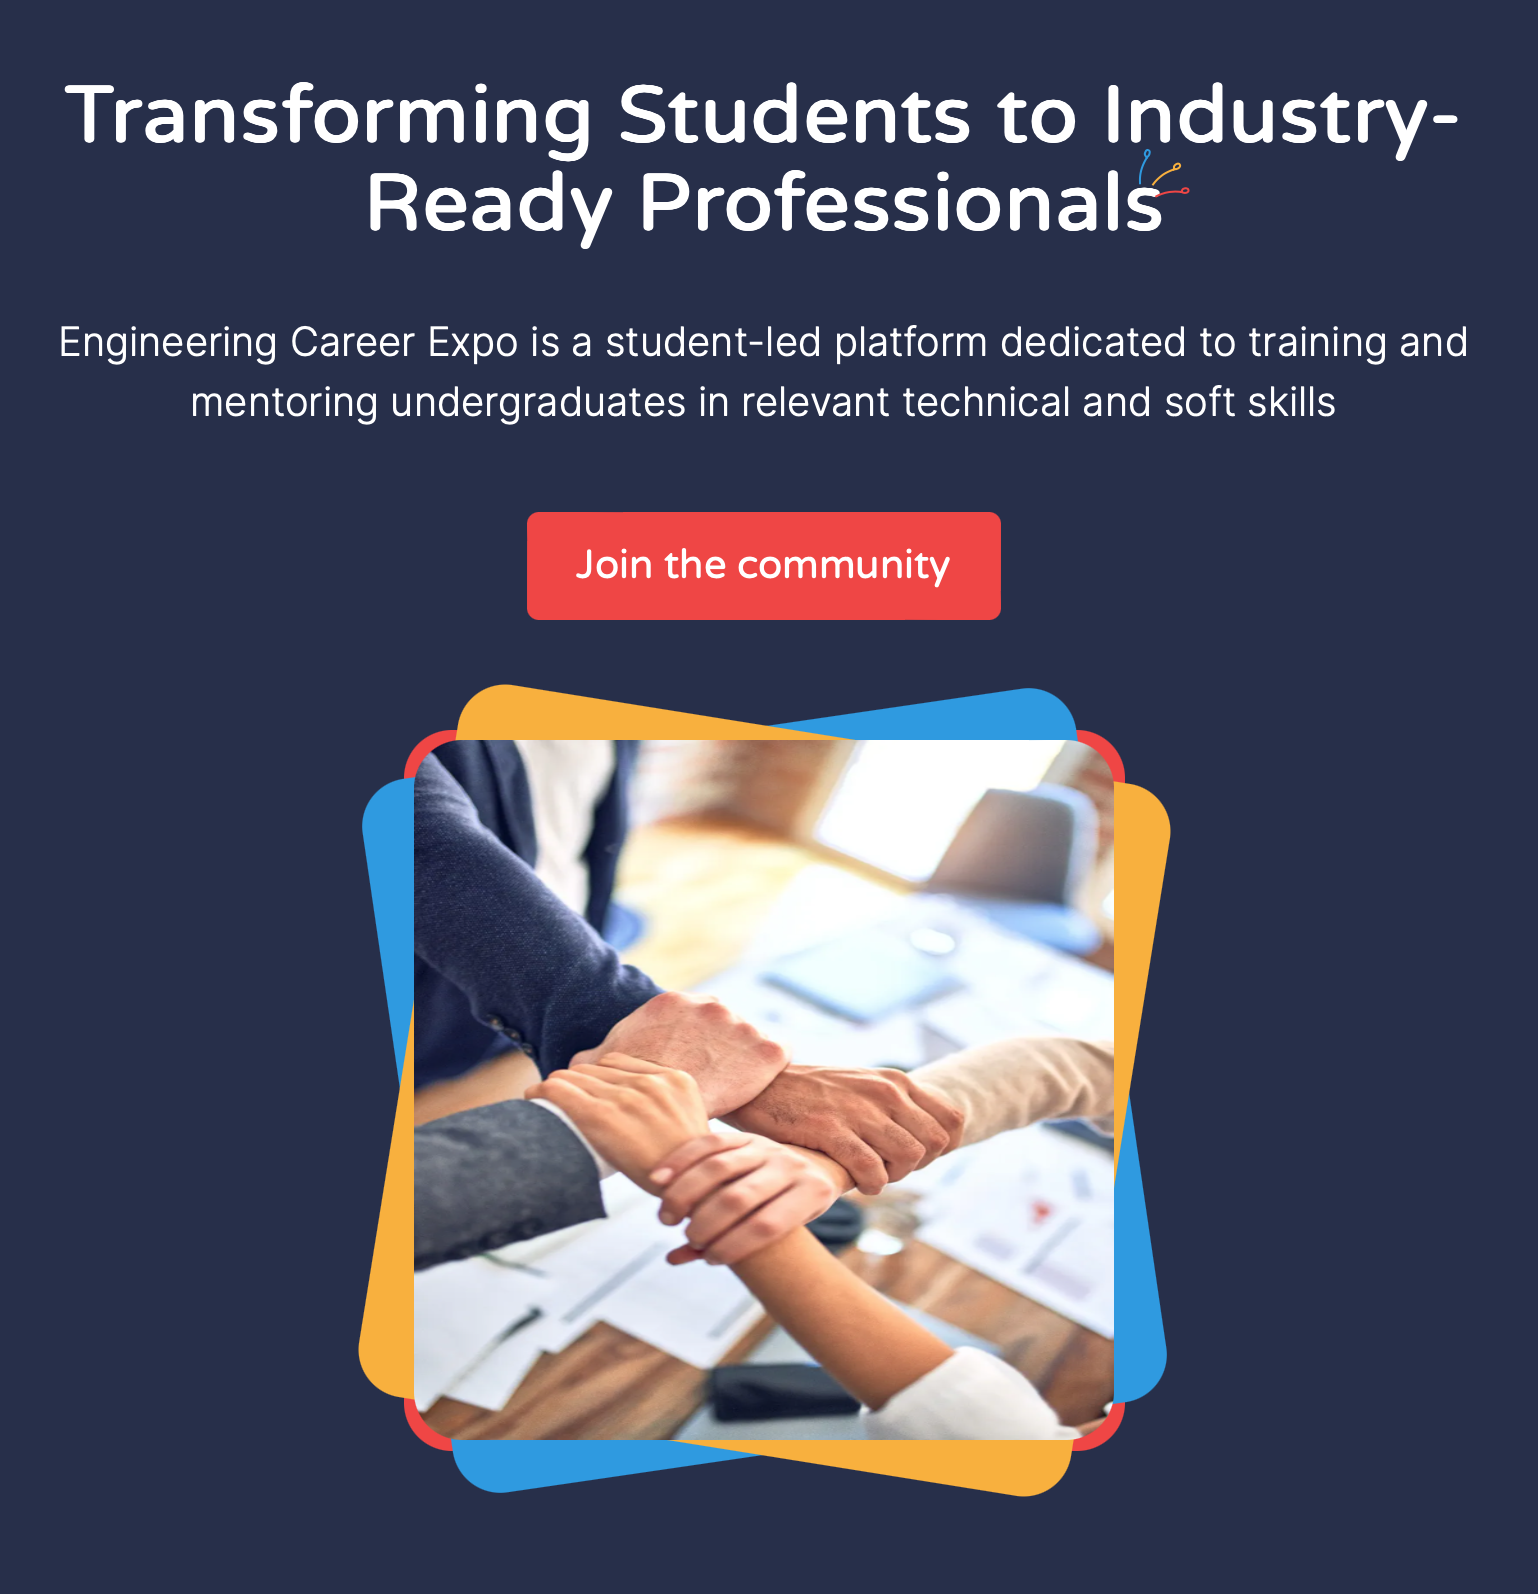 Transforming Students to Industry-
Ready Professionals
Engineering Career Expo is a student-led platform dedicated to training and
mentoring undergraduates in relevant technical and soft skills
Join the community